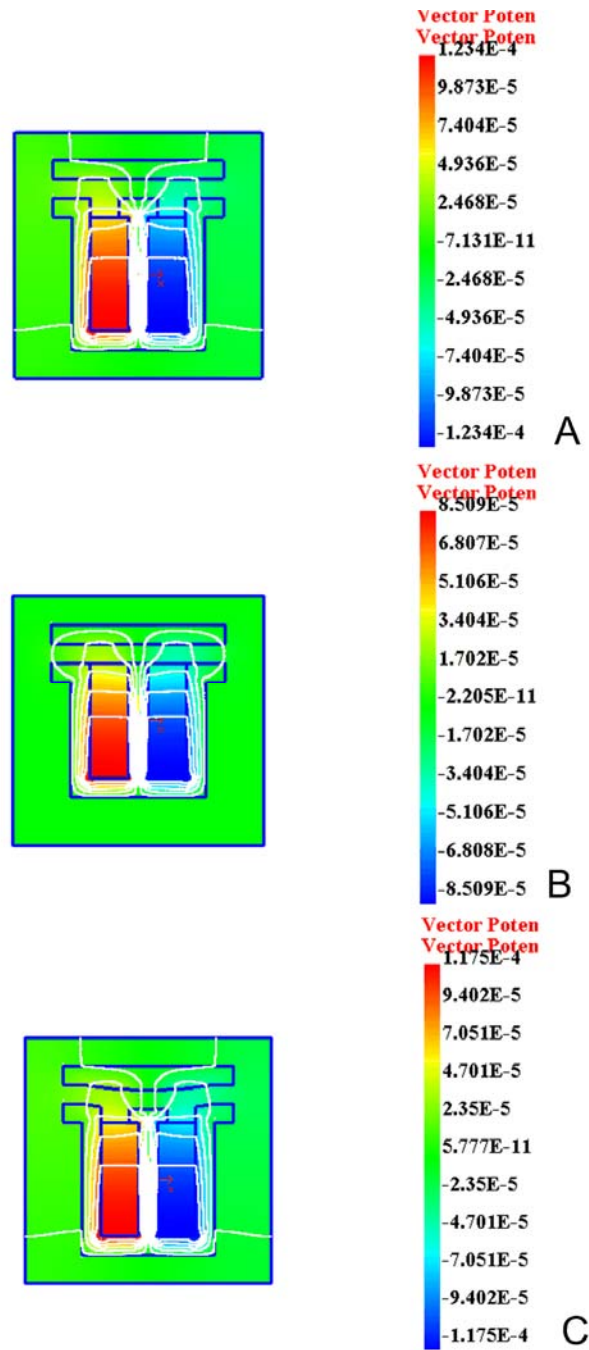 Vector Poten
Vector Poten
1.234E-4
9.873E-5
7.404E-5
4.936E-5
2.468E-5
-7.131E-11
-2.468E-5
-4.936E-5
-7.404E-5
-9.873E-5
-1.234E-4
A
Vector Poten
Vector Poten
8.509E-5
6.807E-5
5.106E-5
3.404E-5
1.702E-5
-2.205E-11
-1.702E-5
-3.404E-5
-5.106E-5
-6.808E-5
-8.509E-5
B
Vector Poten
Vector Poten
1.175E-4
9.402E-5
7.051E-5
4.701E-5
2.35E-5
5.777E-11
-2.35E-5
-4.701E-5
-7.051E-5
-9.402E-5
-1.175E-4
C